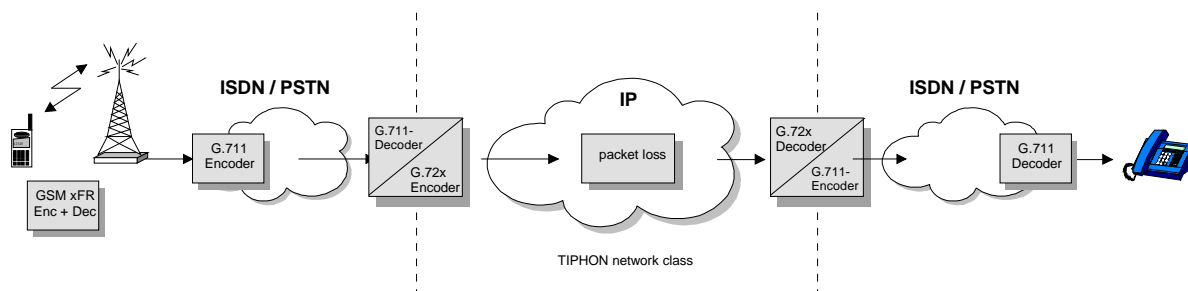 ISDN / PSTN
IP
ISDN / PSTN
GSM xFR
Enc + Dec
G.711
Encoder
G.711-
Decoder
G.72x
Encoder
packet loss
G.72x
Decoder
G.711-
Encoder
G.711
Decoder
TIPHON network class